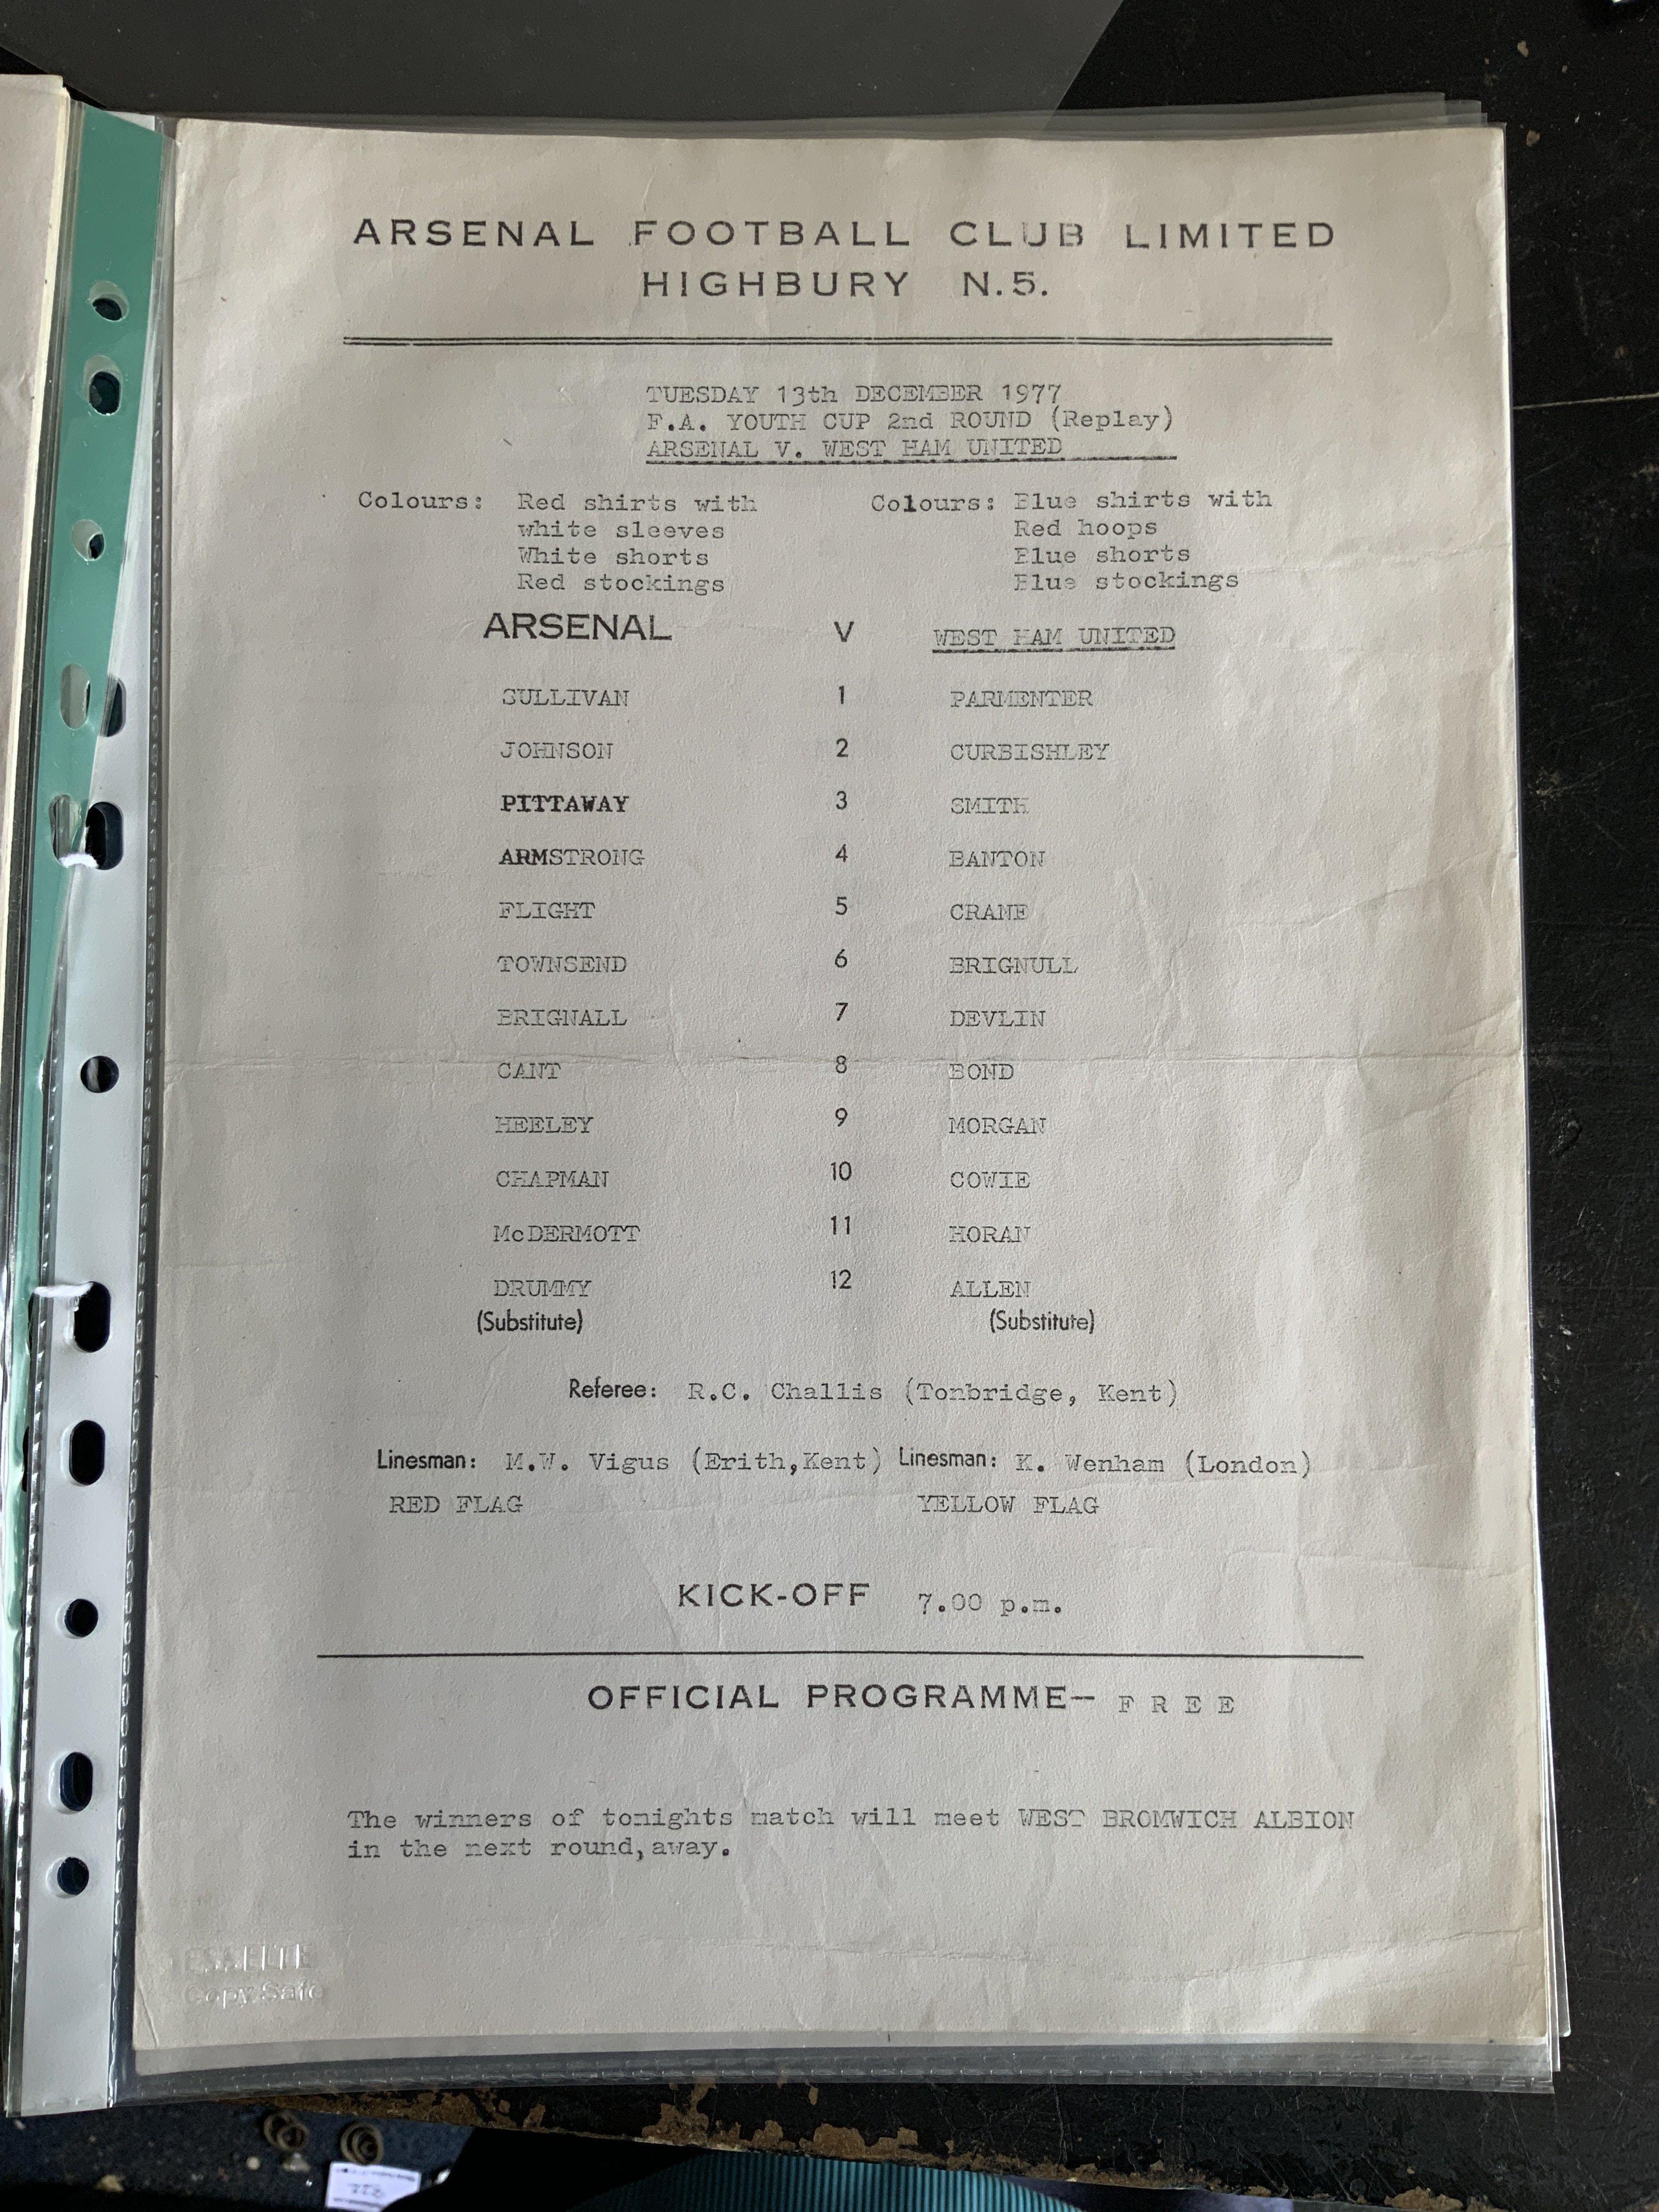 ARSENAL FOOTBALL CLUB LIMITED
HIGHBURY N.5.
TUESDAY 13th DECEMBER 1977
F.A. YOUTH CUP 2nd ROUND (Replay)
ARSENAL V. WEST HAM UNITED
Colours: Red shirts with Colours: Blue shirts with
white sleeves Red hoops
White shorts Blue shorts
Red stockings Blue stockings
ARSENAL V WEST HAM UNITED
SULLIVAN 1 PARMENTER
JOHNSON 2 CURBISHLEY
PITTAWAY 3 SMITH
ARMSTRONG 4 BANTON
FLIGHT 5 CRANE
TOWNSEND 6 BRIGNULL
BRIGNALL 7 DEVLIN
CANT 8 BOND
HEELEY 9 MORGAN
CHAPMAN 10 COWIE
McDERMOTT 11 HORAN
DRUMMY 12 ALLEN
(Substitute) (Substitute)
Referee: R.C. Challis (Tonbridge, Kent)
Linesman: M.W. Vigus (Erith,Kent) Linesman: K. Wenham (London)
RED FLAG YELLOW FLAG
KICK-OFF 7.00 p.m.
OFFICIAL PROGRAMME- F R E E
The winners of tonights match will meet WEST BROMWICH ALBION
in the next round,away.
ESSELTE
Copy Safe